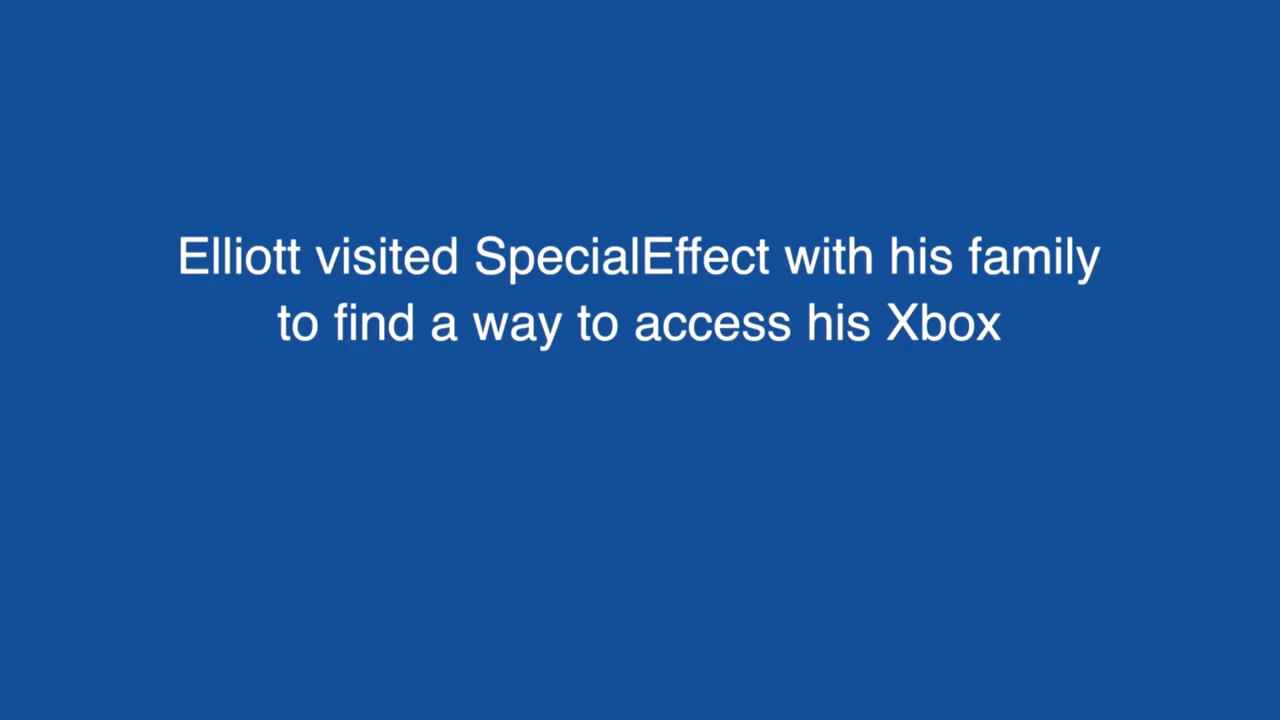 Elliott visited SpecialEffect with his family
to find a way to access his Xbox